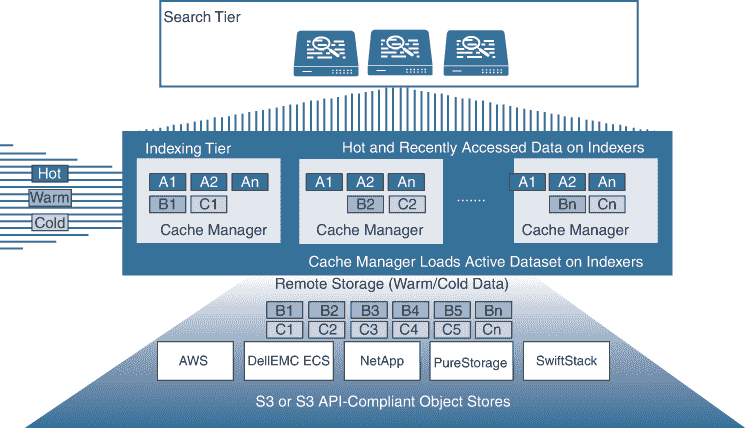 Search Tier
Indexing Tier
Hot and Recently Accessed Data on Indexers
Hot
Warm
Cold
A1 A2 An
B1 C1
Cache Manager
A1 A2 An
B2 C2
Cache Manager
.......
A1 A2 An
Bn Cn
Cache Manager
Cache Manager Loads Active Dataset on Indexers
Remote Storage (Warm/Cold Data)
B1 B2 B3 B4 B5 Bn
C1 C2 C3 C4 C5 Cn
AWS
DellEMC ECS
NetApp
PureStorage
SwiftStack
S3 or S3 API-Compliant Object Stores